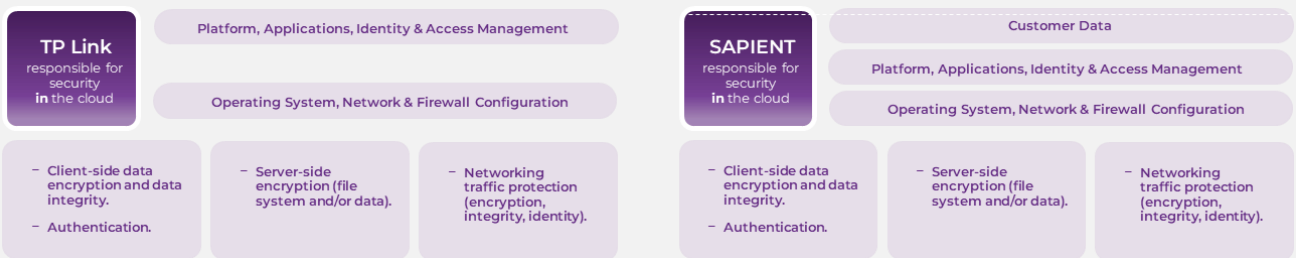 TP Link
responsible for
security
in the cloud
Platform, Applications, Identity & Access Management
Operating System, Network & Firewall Configuration
– Client-side data
encryption and data
integrity.
– Authentication.
– Server-side
encryption (file
system and/or data).
– Networking
traffic protection
(encryption,
integrity, identity).
SAPIENT
responsible for
security
in the cloud
Customer Data
Platform, Applications, Identity & Access Management
Operating System, Network & Firewall Configuration
– Client-side data
encryption and data
integrity.
– Authentication.
– Server-side
encryption (file
system and/or data).
– Networking
traffic protection
(encryption,
integrity, identity).